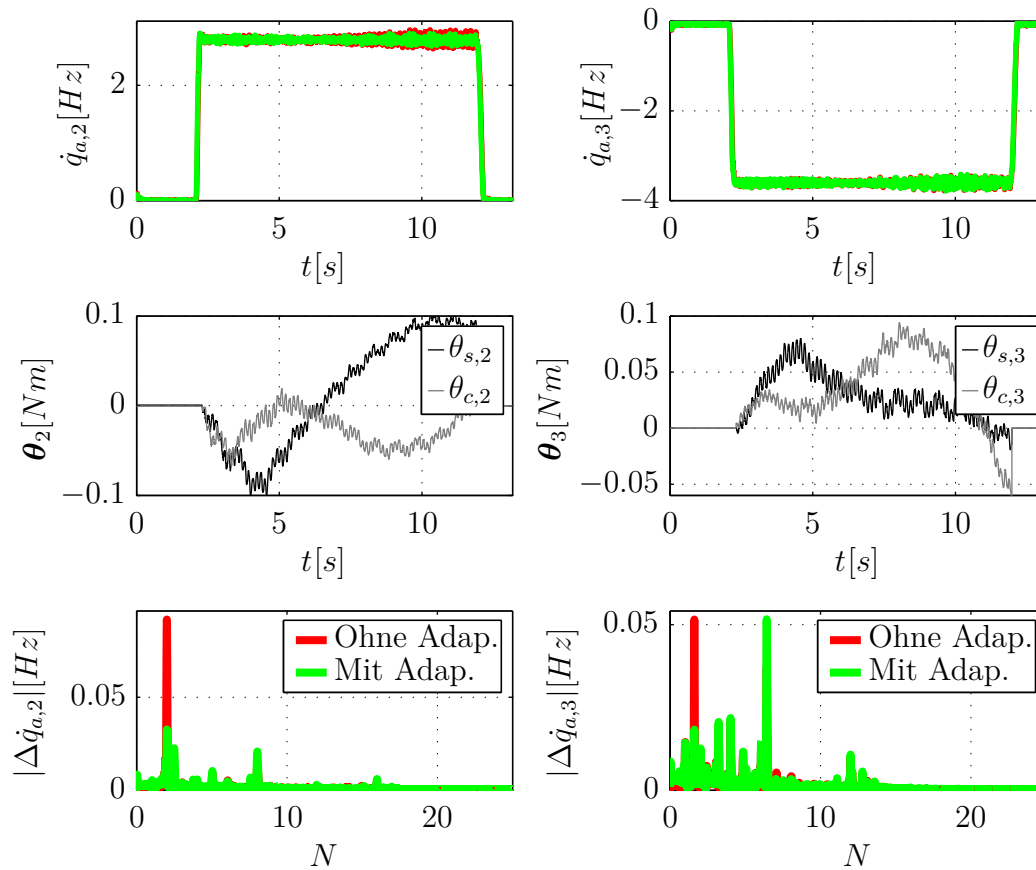 q̇a,2[Hz]
2
0
0
5
10
t[s]
q̇a,3[Hz]
0
−2
−4
0
5
10
t[s]
θ2[Nm]
0.1
0
−0.1
0
5
10
t[s]
−θs,2
−θc,2
θ3[Nm]
0.1
0.05
0
−0.05
0
5
10
t[s]
−θs,3
−θc,3
|Δq̇a,2|[Hz]
0.05
0
0
10
20
N
Ohne Adap.
Mit Adap.
|Δq̇a,3|[Hz]
0.05
0
0
10
20
N
Ohne Adap.
Mit Adap.